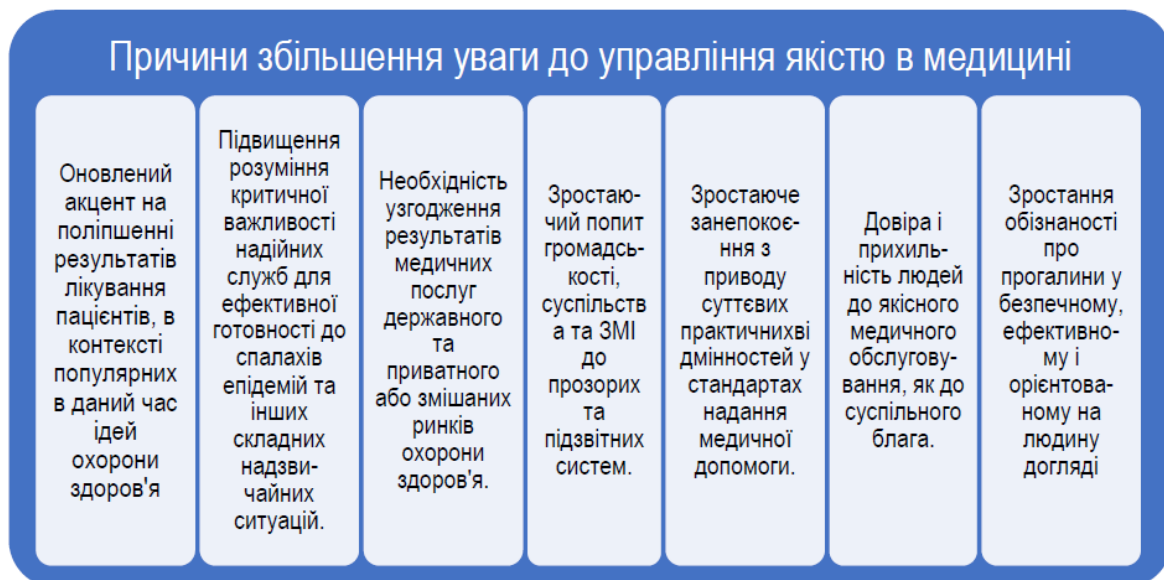 Причини збільшення уваги до управління якістю в медицині
Оновлений
акцент на
поліпшенні
результатів
лікування
пацієнтів, в
контексті
популярних
в даний час
ідей
охорони
здоров'я
Підвищення
розуміння
критичної
важливості
надійних
служб для
ефективної
готовності до
спалахів
епідемій та
інших
складних
надзви-
чайних
ситуацій.
Необхідність
узгодження
результатів
медичних
послуг
державного
та
приватного
або змішаних
ринків
охорони
здоров'я.
Зростаю-
чий попит
громадсь-
кості,
суспільств
а та ЗМІ
до
прозорих
та
підзвітних
систем.
Зростаюче
занепокоє-
ння з
приводу
суттєвих
практичнихві
дмінностей у
стандартах
надання
медичної
допомоги.
Довіра і
прихиль-
ність людей
до якісного
медичного
обслугову-
вання, як до
суспільного
блага.
Зростання
обізнаності
про
прогалини у
безпечному,
ефективно-
му і
орієнтова-
ному на
людину
догляді